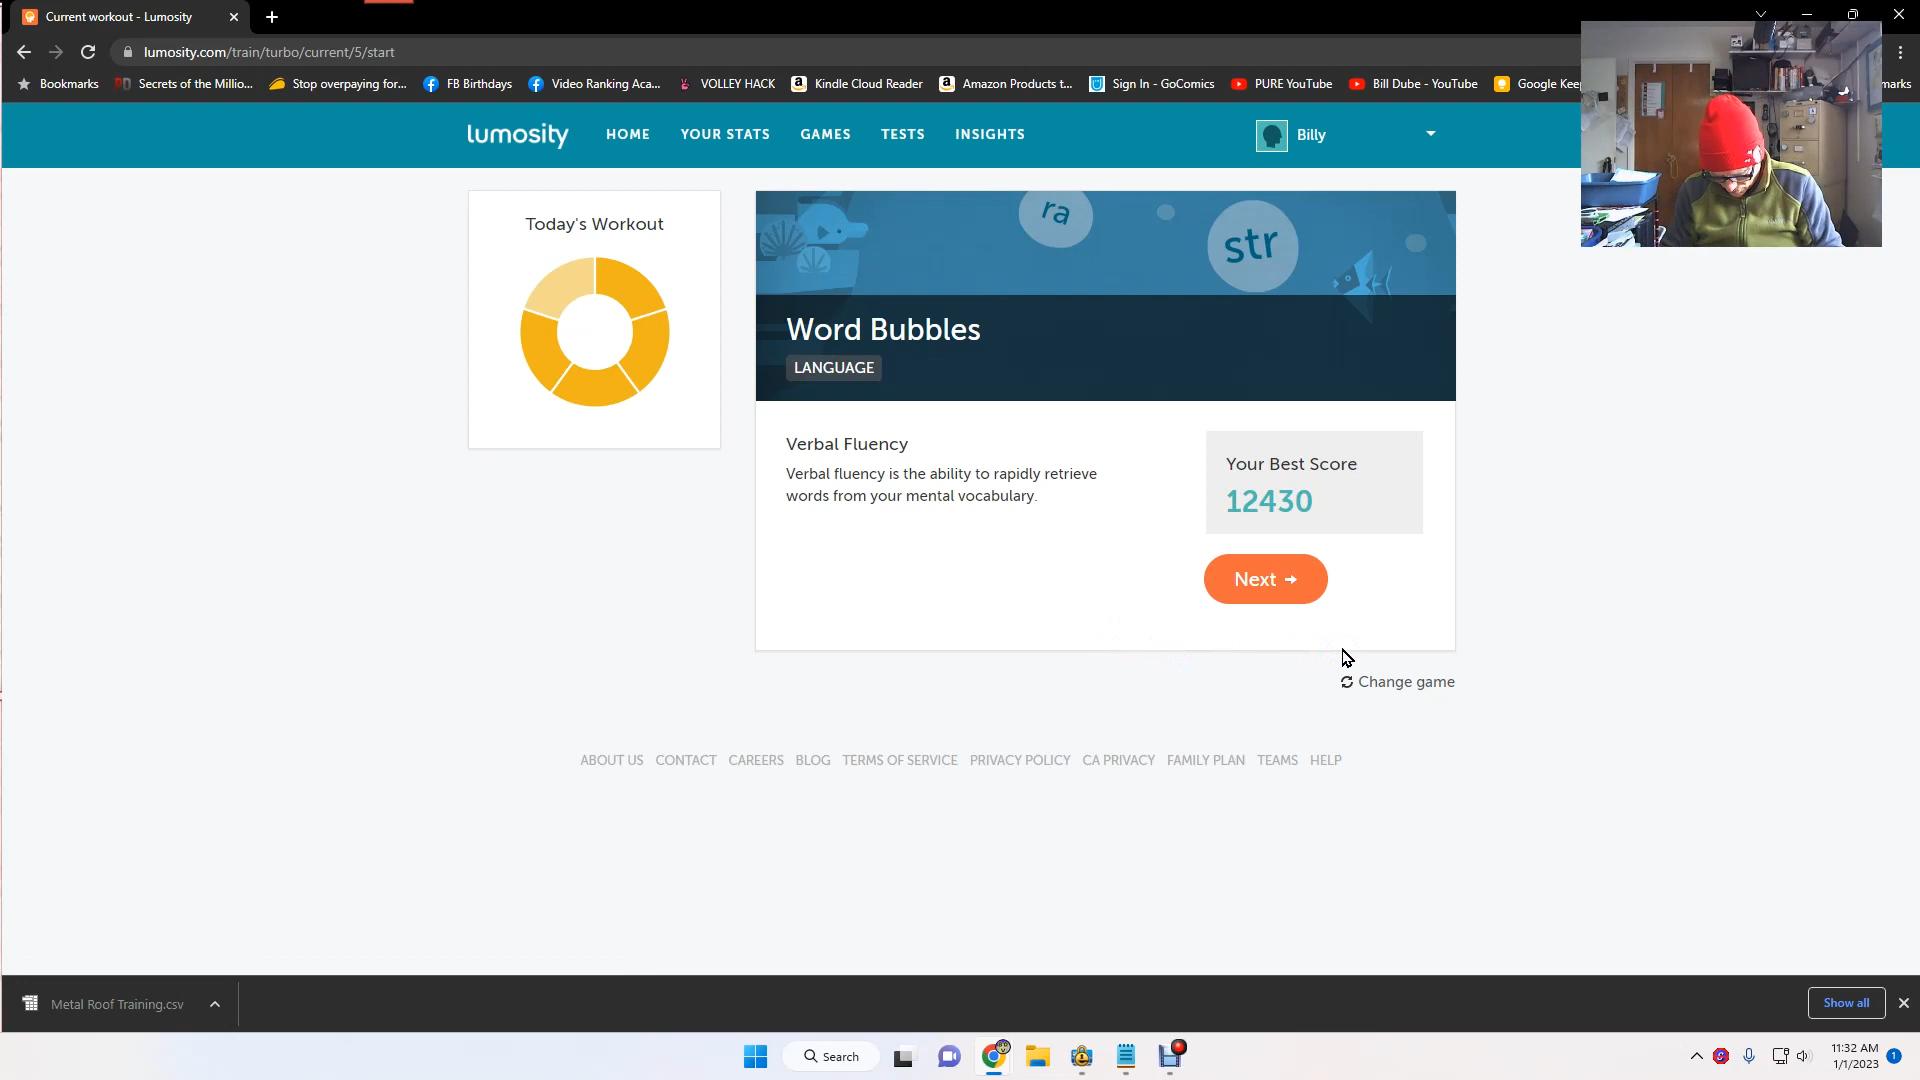 Current workout - Lumosity
lumosity.com/train/turbo/current/5/start
Bookmarks
Secrets of the Millio...
Stop overpaying for...
FB Birthdays
Video Ranking Aca...
VOLLEY HACK
Kindle Cloud Reader
Amazon Products t...
Sign In - GoComics
PURE YouTube
Bill Dube - YouTube
Google Kee
marks
lumosity
HOME
YOUR STATS
GAMES
TESTS
INSIGHTS
Billy
Today's Workout
ra
str
Word Bubbles
LANGUAGE
Verbal Fluency
Verbal fluency is the ability to rapidly retrieve
words from your mental vocabulary.
Your Best Score
12430
Next
Change game
ABOUT US CONTACT CAREERS BLOG TERMS OF SERVICE PRIVACY POLICY CA PRIVACY FAMILY PLAN TEAMS HELP
Metal Roof Training.csv
Show all
Search
11:32 AM
1/1/2023
1